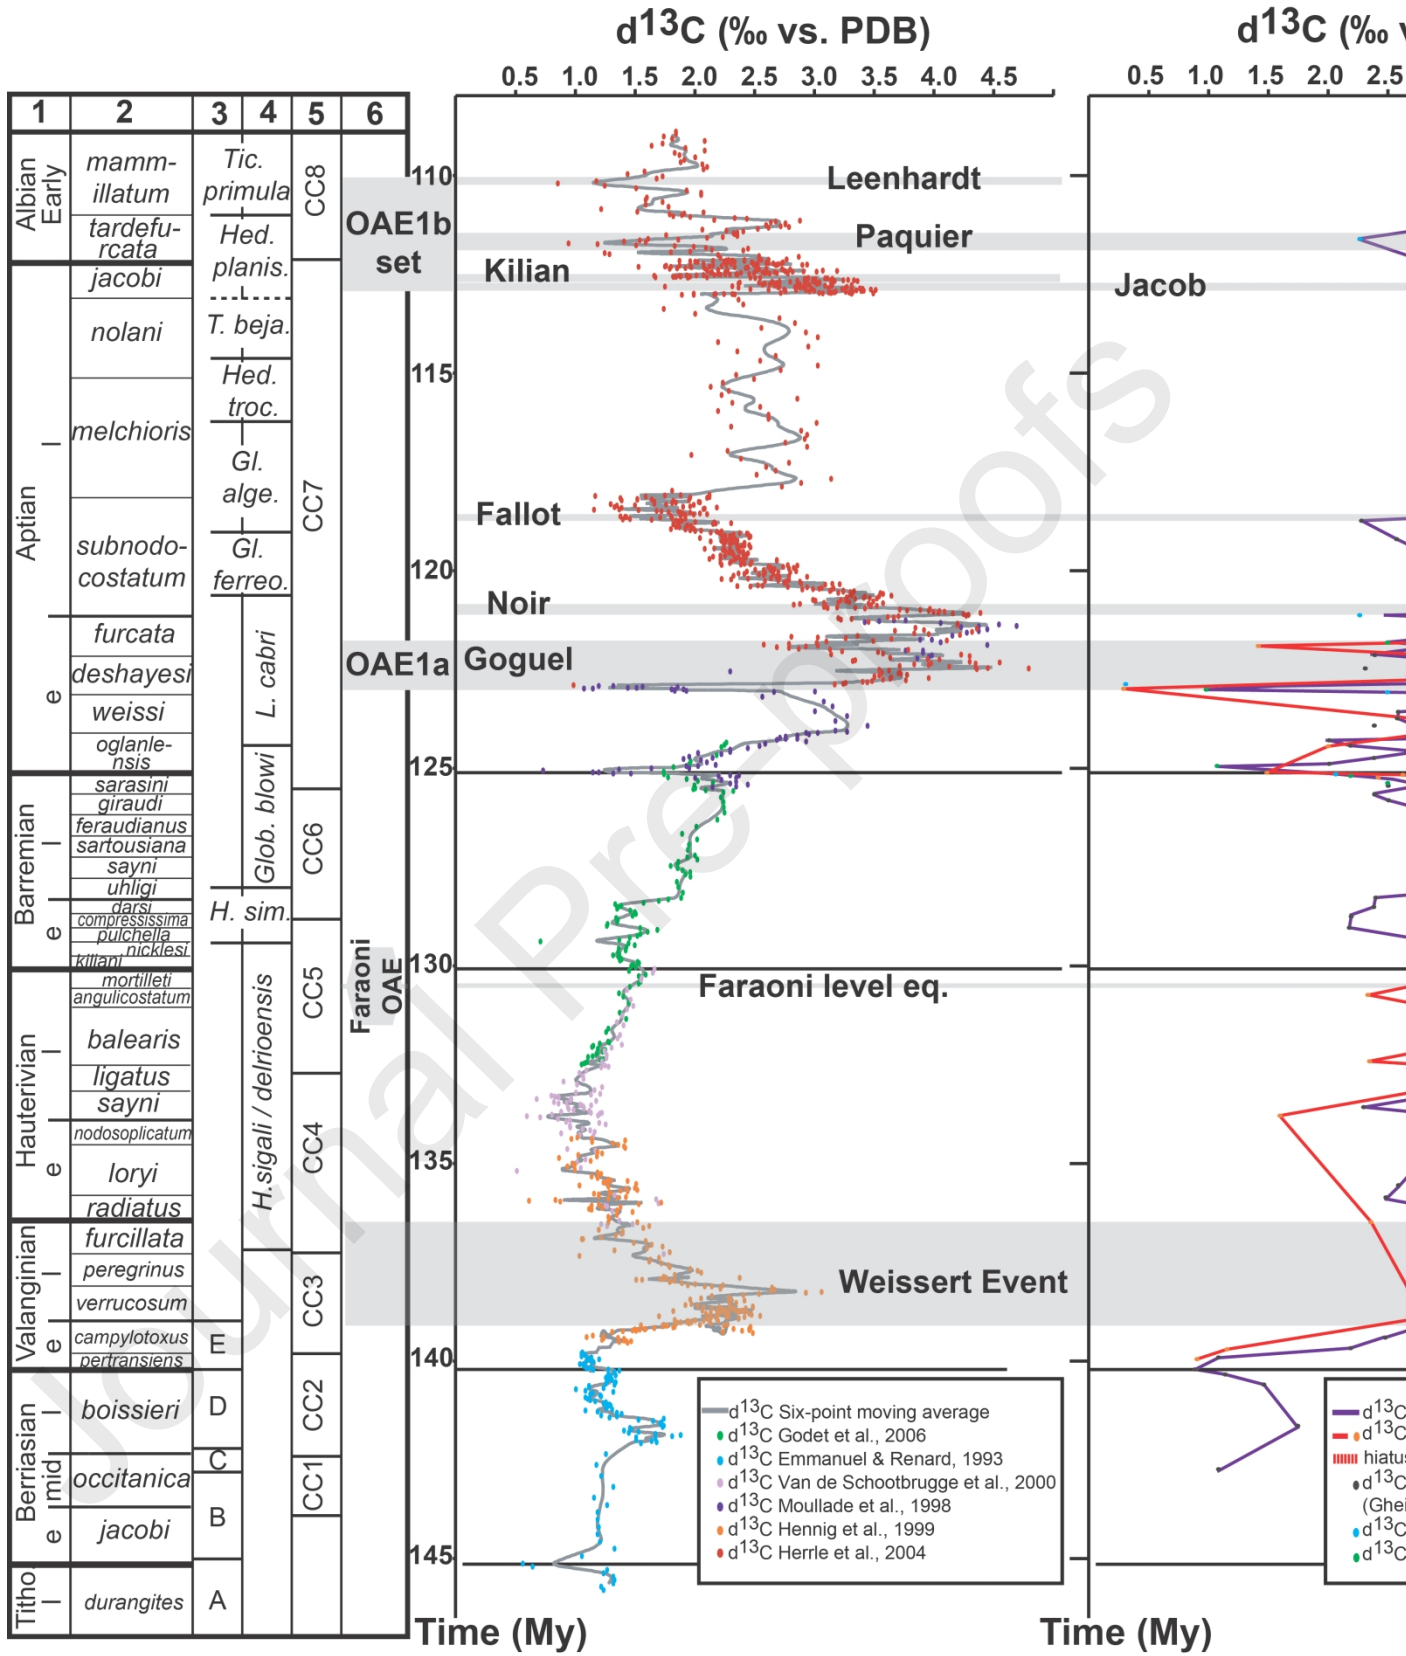 d13C (‰ vs. PDB)
d13C (‰ v
0.5 1.0 1.5 2.0 2.5 3.0 3.5 4.0 4.5
0.5 1.0 2.0 2.5
1 2 3 4 5 6
Albian
Early
mamm-
illatum
tardefu-
rcata
Tic.
primula
Hed.
planis.
CC8
OAE1b
set
110
Leenhardt
Paquier
Kilian
Jacob
Aptian
l
e
jacobi
nolani
melchioris
subnodo-
costatum
furcata
deshayesi
weissi
oglanle-
nsis
T. beja.
Hed.
troc.
Gl.
alge.
Gl.
ferreo.
L. cabri
CC7
115
Fallot
120
Noir
OAE1a
Goguel
125
Barremian
l
e
sarasini
giraudi
feraudianus
sartousiana
sayni
uhligi
darsi
compressissima
pulchella
nicklesi
kiliani
Glob. blowi
H. sim.
CC6
130
Faraoni
OAE
Faraoni level eq.
Hauterivian
l
e
mortilleti
angulicostatum
balearis
ligatus
sayni
nodosoplicatum
loryi
radiatus
H.sigali / delrioensis
CC5
CC4
135
Valanginian
l
e
furcillata
peregrinus
verrucosum
campylotoxus
pertransiens
E
CC3
Weissert Event
140
Berriasian
l
mid
e
boissieri
occitanica
jacobi
D
C
B
CC2
CC1
145
Titho
l
durangites
A
d13C Six-point moving average
d13C Godet et al., 2006
d13C Emmanuel & Renard, 1993
d13C Van de Schootbrugge et al., 2000
d13C Moullade et al., 1998
d13C Hennig et al., 1999
d13C Herrle et al., 2004
d13C
d13C
hiatus
d13C
(Ghei
d13C
d13C
Time (My)
Time (My)
Journal Pre-proofs